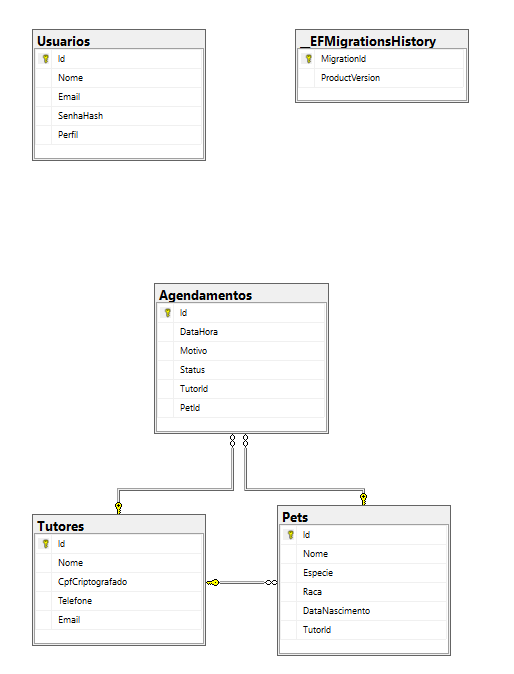 Usuarios
Id
Nome
Email
SenhaHash
Perfil
__EFMigrationsHistory
MigrationId
ProductVersion
Agendamentos
Id
DataHora
Motivo
Status
TutorId
PetId
Tutores
Id
Nome
CpfCriptografado
Telefone
Email
Pets
Id
Nome
Especie
Raca
DataNascimento
TutorId